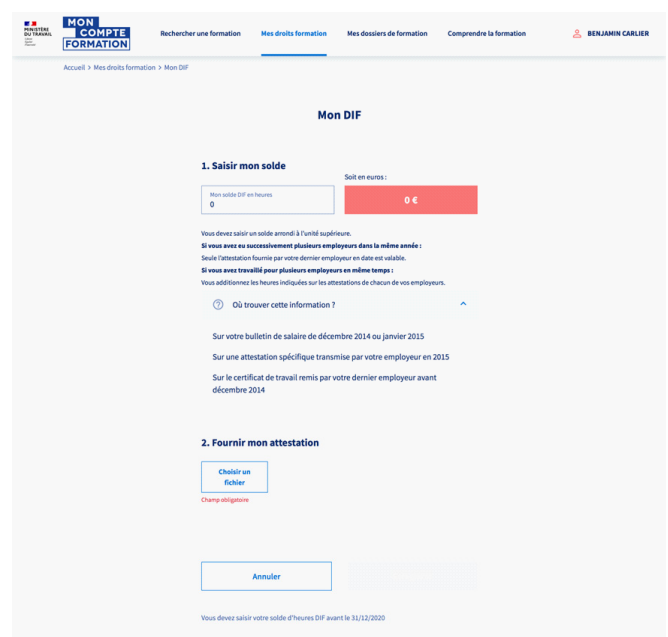 MINISTÈRE
DU TRAVAIL
MON
COMPTE
FORMATION
Rechercher une formation
Mes droits formation
Mes dossiers de formation
Comprendre la formation
BENJAMIN CARLIER
Accueil > Mes droits formation > Mon DIF
Mon DIF
1. Saisir mon solde
Soit en euros :
Mon solde DIF en heures
0
0 €
Vous devez saisir un solde arrondi à l'unité supérieure.
Si vous avez eu successivement plusieurs employeurs dans la même année :
Seule l'attestation fournie par votre dernier employeur en date est valable.
Si vous avez travaillé pour plusieurs employeurs en même temps :
Vous additionnez les heures indiquées sur les attestations de chacun de vos employeurs.
Où trouver cette information ?
Sur votre bulletin de salaire de décembre 2014 ou janvier 2015
Sur une attestation spécifique transmise par votre employeur en 2015
Sur le certificat de travail remis par votre dernier employeur avant
décembre 2014
2. Fournir mon attestation
Choisir un
fichier
Champ obligatoire
Annuler
Vous devez saisir votre solde d'heures DIF avant le 31/12/2020